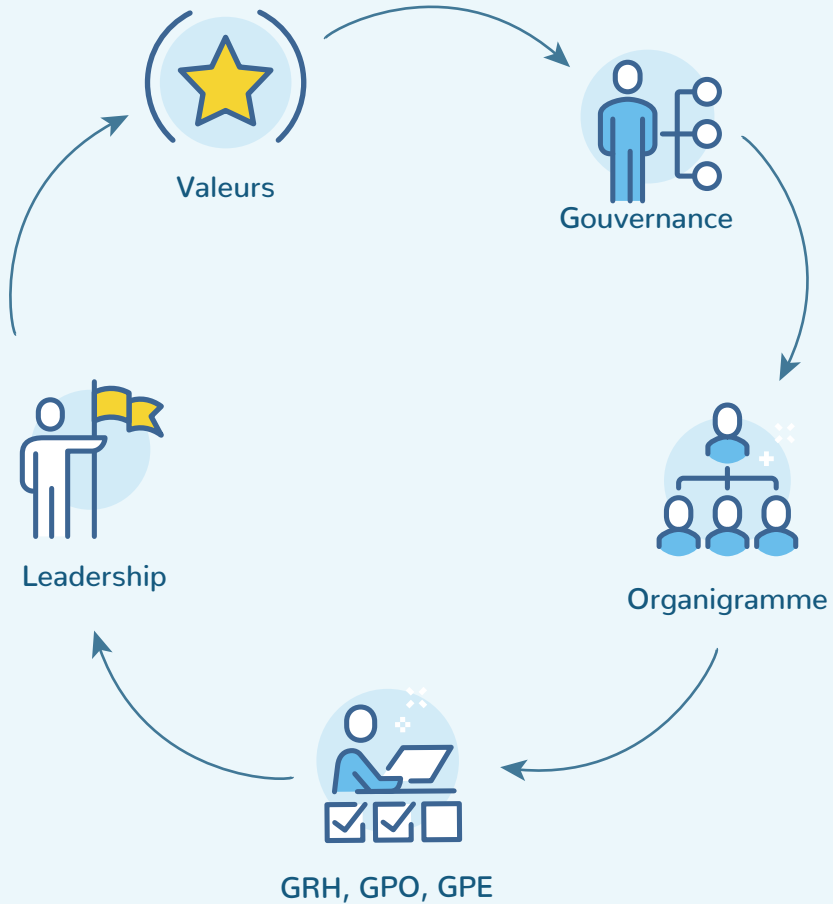 Valeurs
Gouvernance
Organigramme
GRH, GPO, GPE
Leadership